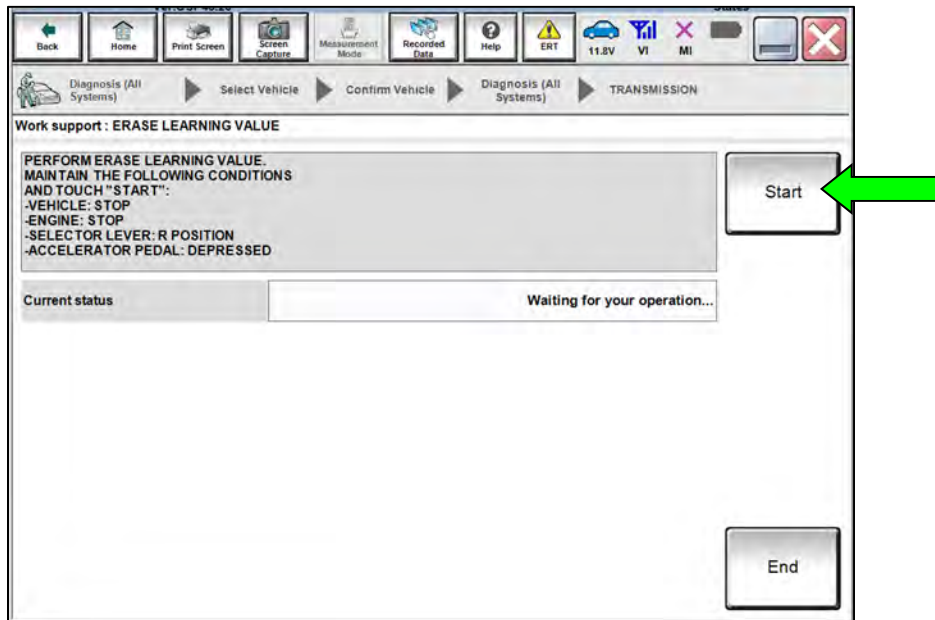 Back
Home
Print Screen
Screen
Capture
Measurement
Mode
Recorded
Data
Help
ERT
11.8V
VI
MI
Diagnosis (All
Systems)
Select Vehicle
Confirm Vehicle
Diagnosis (All
Systems)
TRANSMISSION
Work support : ERASE LEARNING VALUE
PERFORM ERASE LEARNING VALUE.
MAINTAIN THE FOLLOWING CONDITIONS
AND TOUCH "START":
-VEHICLE: STOP
-ENGINE: STOP
-SELECTOR LEVER: R POSITION
-ACCELERATOR PEDAL: DEPRESSED
Start
Current status
Waiting for your operation...
End